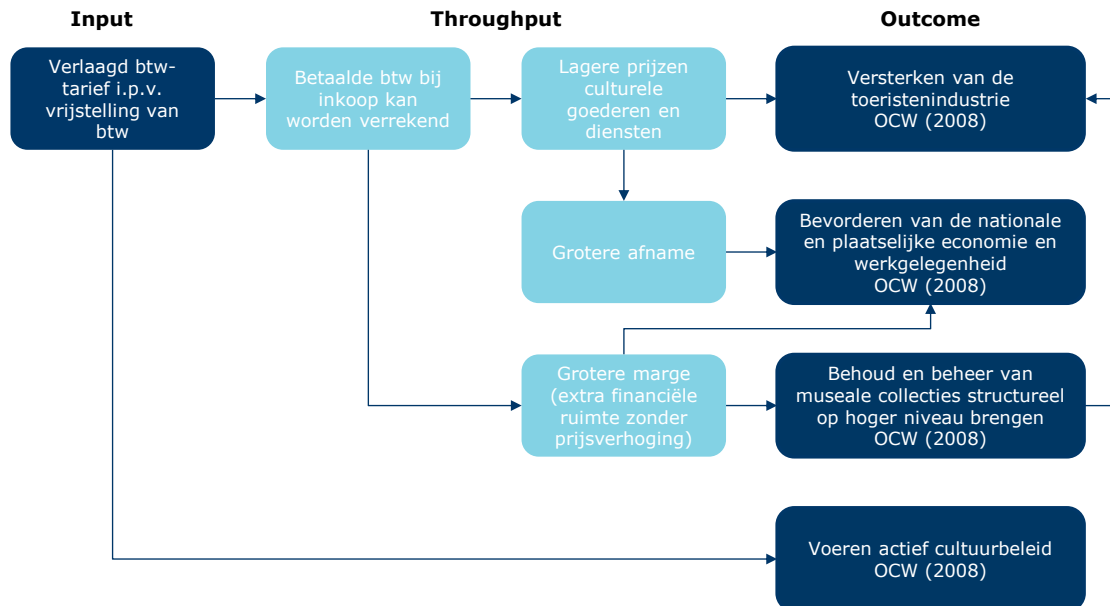 Input
Throughput
Outcome
Verlaagd btw-
tarief i.p.v.
vrijstelling van
btw
Betaalde btw bij
inkoop kan
worden verrekend
Lagere prijzen
culturele
goederen en
diensten
Versterken van de
toeristenindustrie
OCW (2008)
Grotere afname
Bevorderen van de nationale
en plaatselijke economie en
werkgelegenheid
OCW (2008)
Grotere marge
(extra financiële
ruimte zonder
prijsverhoging)
Behoud en beheer van
museale collecties structureel
op hoger niveau brengen
OCW (2008)
Voeren actief cultuurbeleid
OCW (2008)